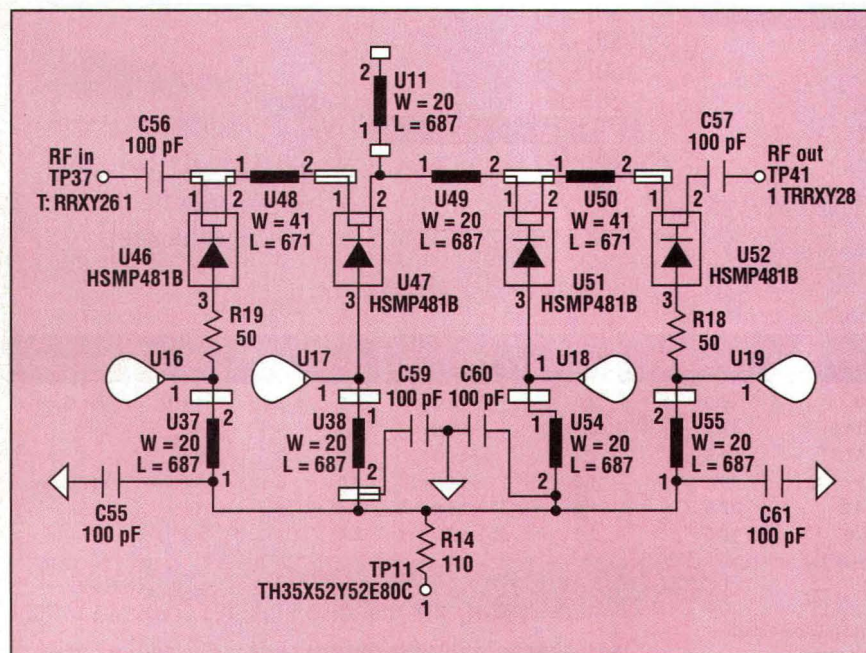 2
U11
W = 20
L = 687
1
C56
100 pF
C57
100 pF
RF in
TP37
T: RRXY26 1
RF out
TP41
1 TRRXY28
1
2
U48
W = 41
L = 671
1
2
U49
W = 20
L = 687
1
2
U50
W = 41
L = 671
1 2
1 2
1 2
1 2
U46
HSMP481B
U47
HSMP481B
U51
HSMP481B
U52
HSMP481B
3
3
3
3
R19
50
R18
50
U16
1
U17
1
U18
1
U19
1
C59
100 pF
C60
100 pF
2
U37
W = 20
L = 687
1
1
U38
W = 20
L = 687
2
1
U54
W = 20
L = 687
2
2
U55
W = 20
L = 687
1
C55
100 pF
C61
100 pF
R14
110
TP11
TH35X52Y52E80C
1